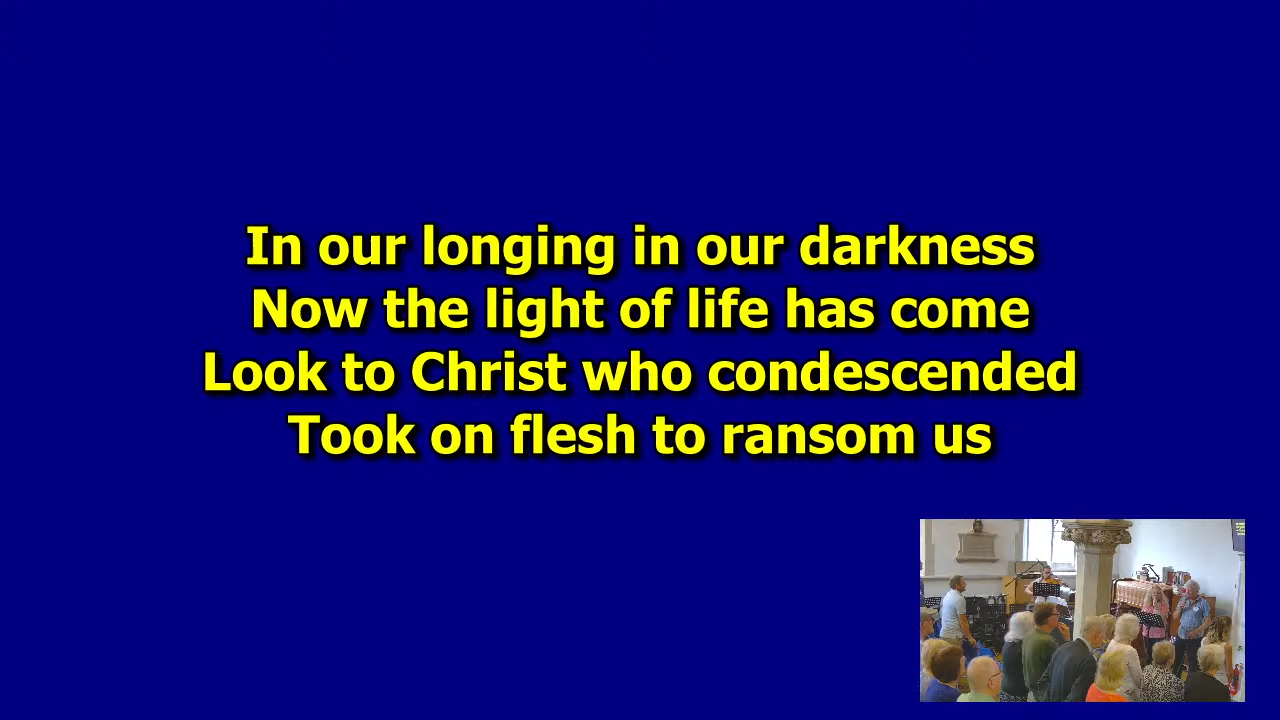 In our longing in our darkness
Now the light of life has come
Look to Christ who condescended
Took on flesh to ransom us